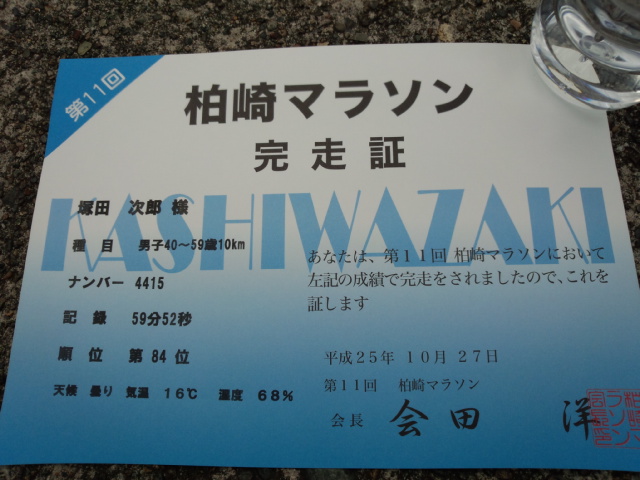 第11回
柏崎マラソン
完走証
KASHIWAZAKI
塚田 次郎 様
種 目 男子40～59歳10km
ナンバー 4415
記 録 59分52秒
順 位 第 84 位
天候 曇り 気温 16℃ 湿度 68%
あなたは、第１１回 柏崎マラソンにおいて
左記の成績で完走をされましたので、これを
証します
平成２５年 １０月 ２７日
第１１回 柏崎マラソン
会長 会田 洋